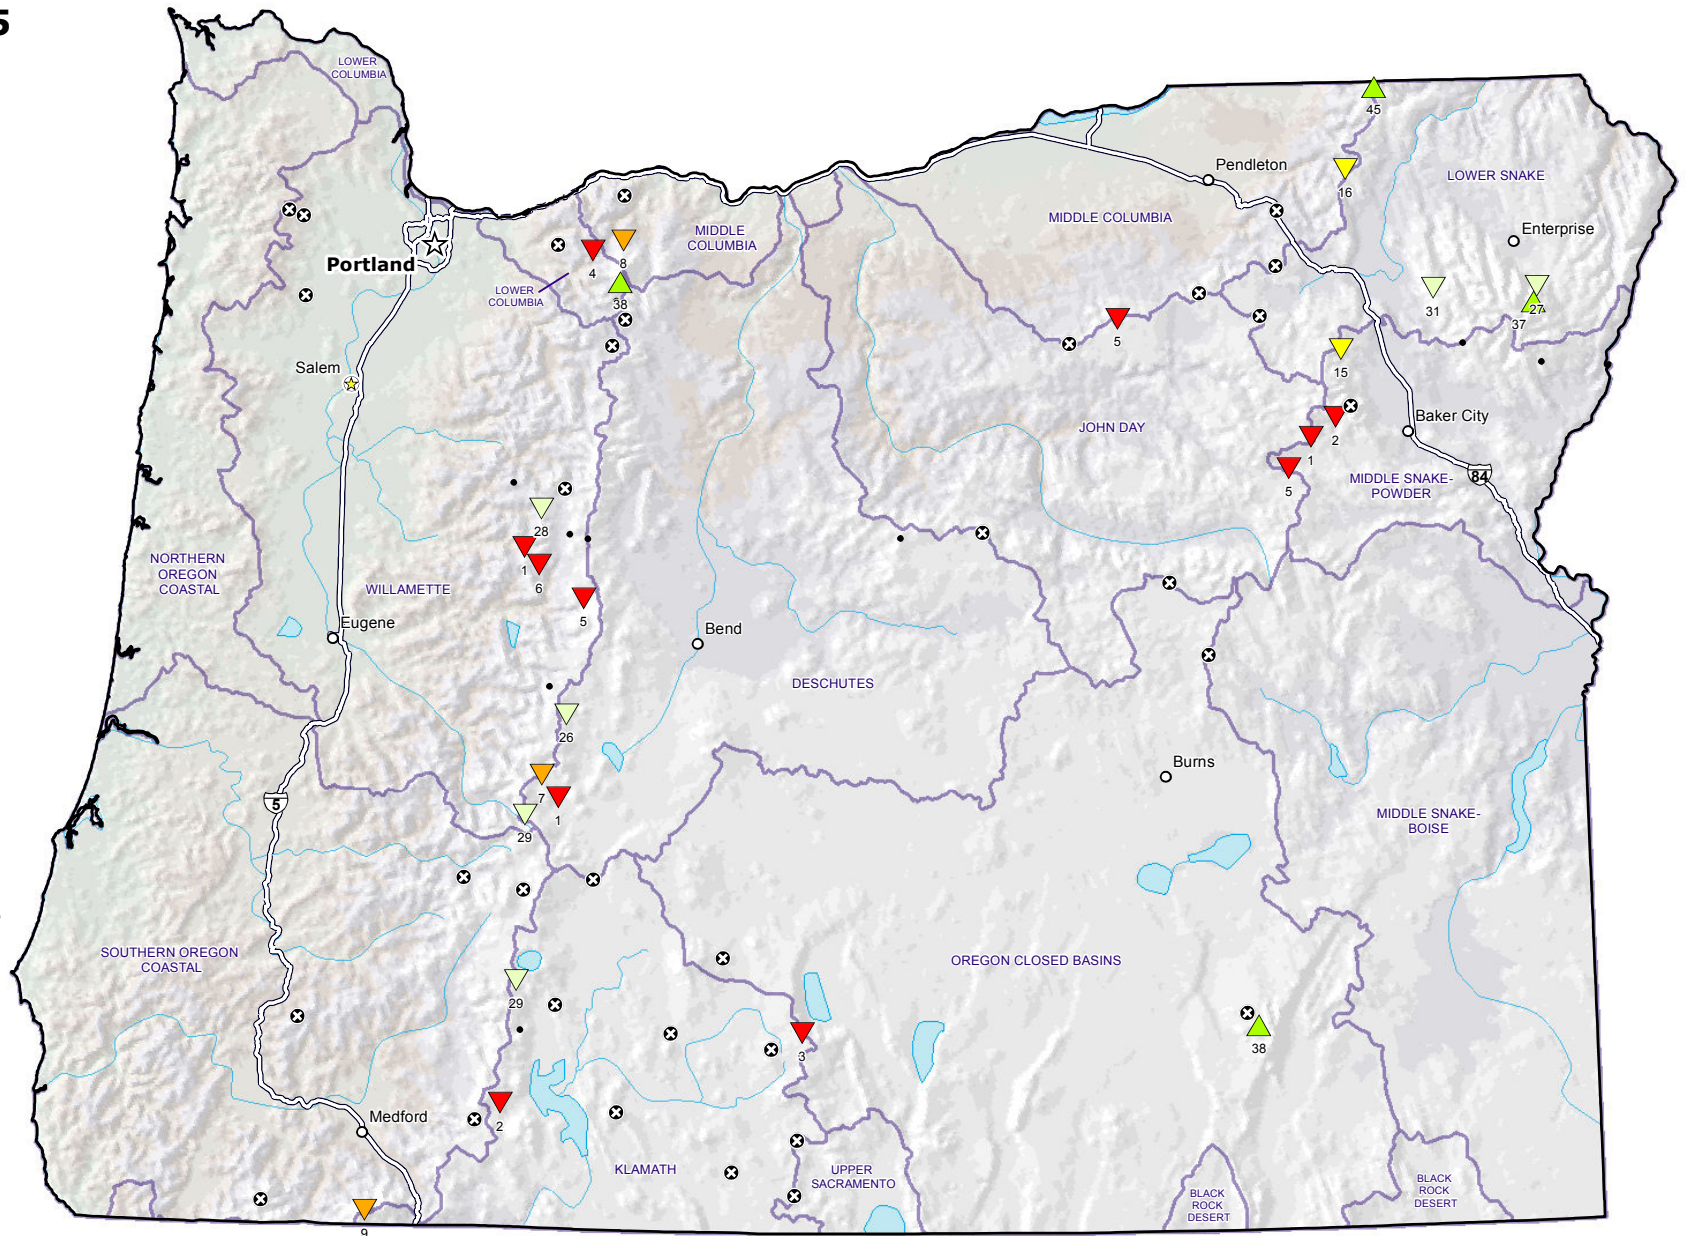 5
LOWER
COLUMBIA
45
Pendleton
16
LOWER SNAKE
MIDDLE COLUMBIA
MIDDLE
COLUMBIA
Enterprise
Portland
4
8
LOWER
COLUMBIA
38
31
27
37
5
Salem
15
JOHN DAY
2
Baker City
1
5
84
MIDDLE SNAKE-
POWDER
28
1
6
NORTHERN
OREGON
COASTAL
WILLAMETTE
5
Eugene
Bend
DESCHUTES
26
Burns
7
1
5
29
MIDDLE SNAKE-
BOISE
SOUTHERN OREGON
COASTAL
OREGON CLOSED BASINS
29
3
38
2
Medford
KLAMATH
UPPER
SACRAMENTO
BLACK
ROCK
DESERT
BLACK
ROCK
DESERT
9